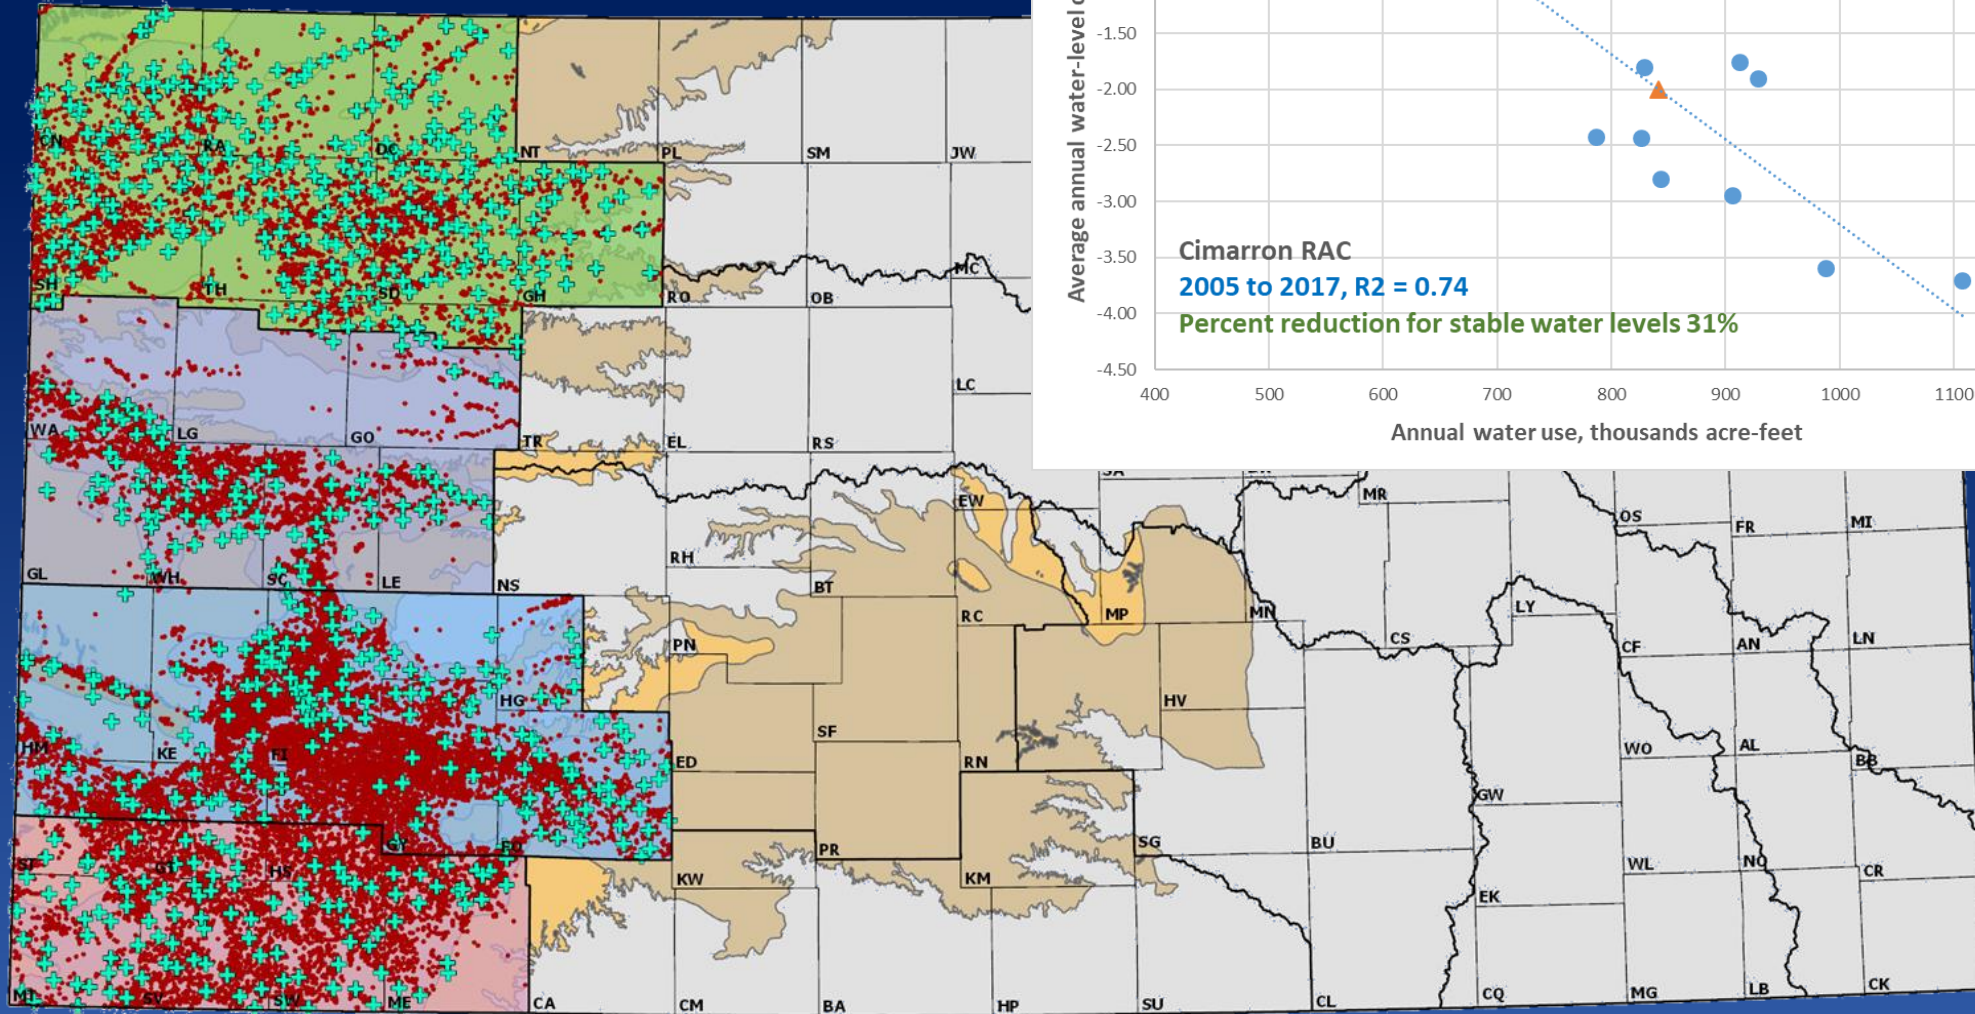 Average annual water-level
-1.50
-2.00
-2.50
-3.00
-3.50
-4.00
-4.50
Cimarron RAC
2005 to 2017, R2 = 0.74
Percent reduction for stable water levels 31%
400 500 600 700 800 900 1000 1100
Annual water use, thousands acre-feet
CN RA DC NT PL SM JW
SH TH SD GH RO OB MC
WA LG GO TR EL RS LC
GL WH SC LE NS RH BT EW RC MP MN MR CS LY OS FR MI
HM KE FI HG PN ED SF RN HV CF AN LN WO AL BB
ST GT HS GY FO KW PR KM SG BU GW EK WL NO CR
MT SV SW ME CA CM BA HP SU CL CQ MG LB CK